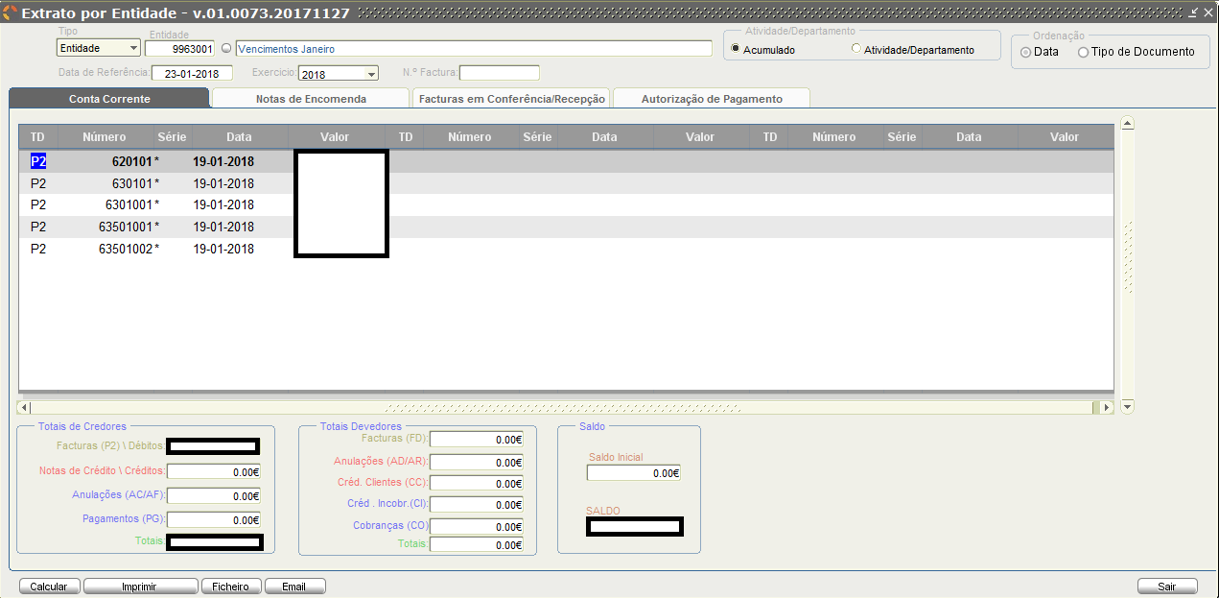 Extrato por Entidade - v.01.0073.20171127
Tipo Entidade Atividade/Departamento Ordenação
Entidade 9963001 Vencimentos Janeiro Acumulado Atividade/Departamento Data Tipo de Documento
Data de Referência: 23-01-2018 Exercicio: 2018 N.º Factura:
Conta Corrente Notas de Encomenda Facturas em Conferência/Recepção Autorização de Pagamento
TD Número Série Data Valor TD Número Série Data Valor TD Número Série Data Valor
P2 620101 * 19-01-2018
P2 630101 * 19-01-2018
P2 6301001 * 19-01-2018
P2 63501001 * 19-01-2018
P2 63501002 * 19-01-2018
Totais de Credores
Facturas (P2) \ Débitos:
Notas de Crédito \ Créditos: 0.00€
Anulações (AC/AF): 0.00€
Pagamentos (PG): 0.00€
Totais:
Totais Devedores
Facturas (FD): 0.00€
Anulações (AD/AR): 0.00€
Créd. Clientes (CC): 0.00€
Créd . Incobr.(CI): 0.00€
Cobranças (CO) 0.00€
Totais: 0.00€
Saldo
Saldo Inicial
0.00€
SALDO
Calcular Imprimir Ficheiro Email Sair